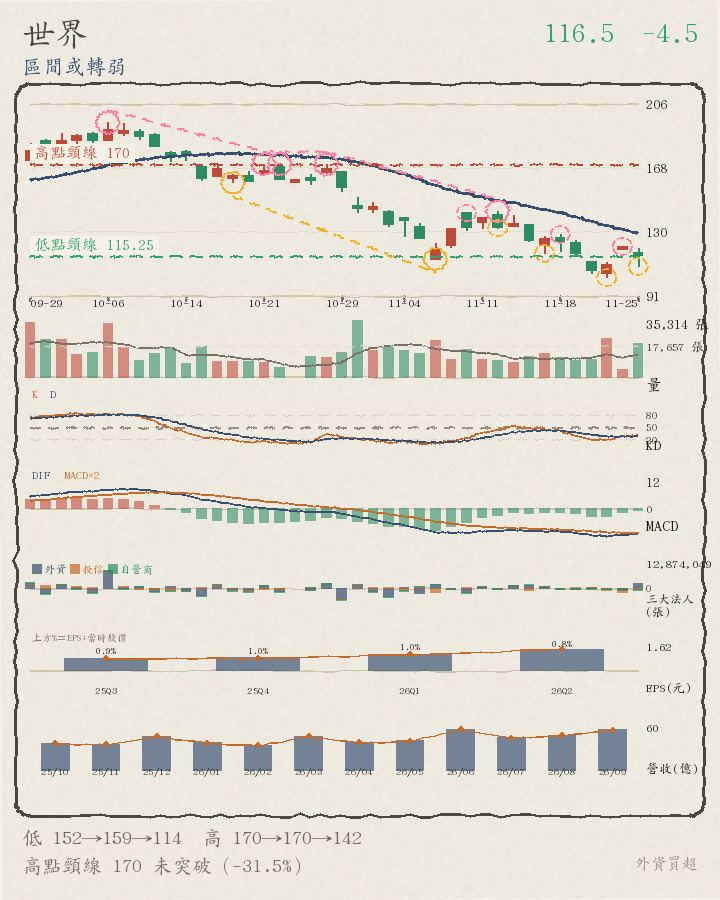 世界
116.5 -4.5
區間或轉弱
206
高點頸線 170
168
130
低點頸線 115.25
91
09-29 10-06 10-14 10-21 10-29 11-04 11-11 11-18 11-25
35,314 張
17,657 張
量
K D
80
50
20
KD
DIF MACD×2
12
0
MACD
外資 投信 自營商
12,874,049
0
三大法人
(張)
上方%=EPS÷當時股價
0.9% 1.0% 1.0% 0.8%
1.62
25Q3 25Q4 26Q1 26Q2
EPS(元)
60
25/10 25/11 25/12 26/01 26/02 26/03 26/04 26/05 26/06 26/07 26/08 26/09
營收(億)
低 152→159→114 高 170→170→142
高點頸線 170 未突破 (-31.5%)
外資買超